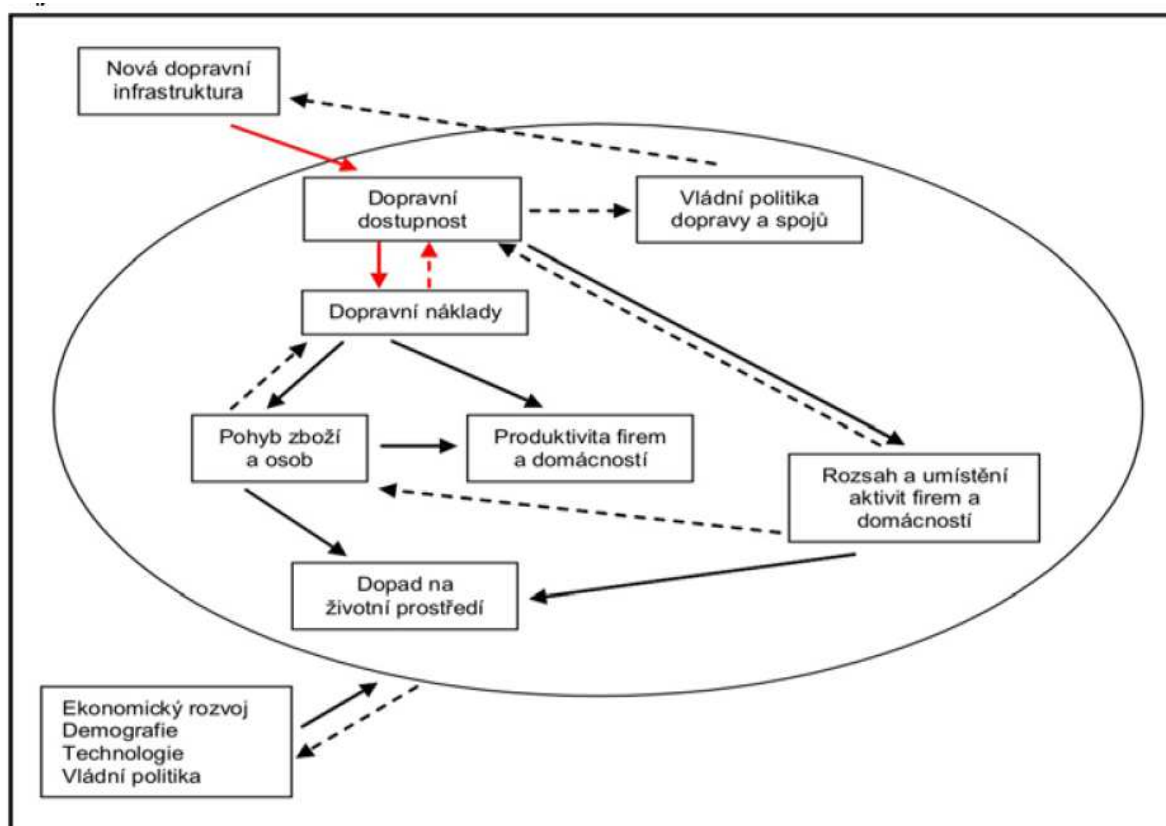 Nová dopravní
infrastruktura
Dopravní
dostupnost
Vládní politika
dopravy a spojů
Dopravní náklady
Pohyb zboží
a osob
Produktivita firem
a domácností
Rozsah a umístění
aktivit firem a
domácností
Dopad na
životní prostředí
Ekonomický rozvoj
Demografie
Technologie
Vládní politika